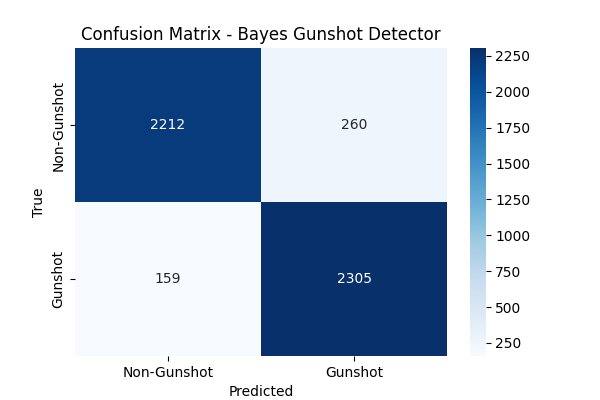 Confusion Matrix - Bayes Gunshot Detector
True
Non-Gunshot
2212
260
Gunshot
159
2305
Non-Gunshot
Gunshot
Predicted
2250
2000
1750
1500
1250
1000
750
500
250